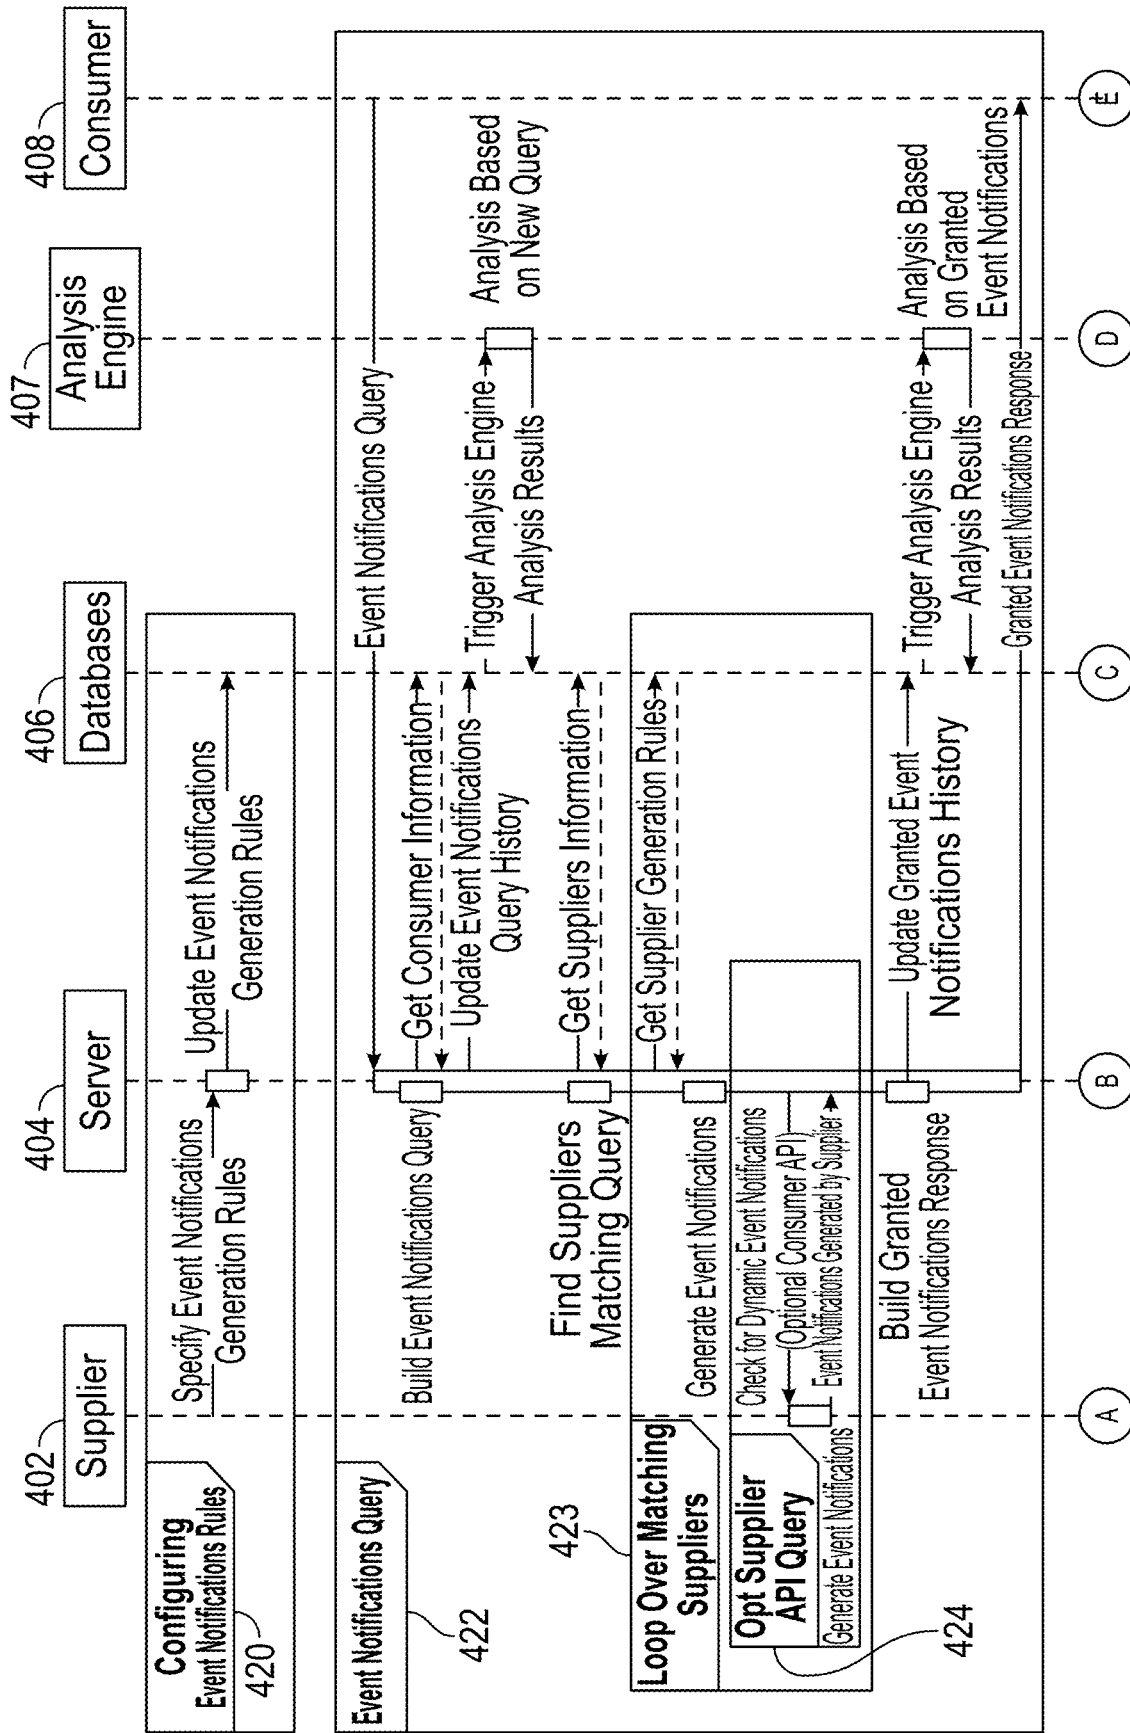 402
Supplier
404
Server
406
Databases
407
Analysis
Engine
408
Consumer
Configuring
Event Notifications Rules
420
Specify Event Notifications
Generation Rules
Update Event Notifications
Generation Rules
Event Notifications Query
422
Event Notifications Query
Build Event Notifications Query
Get Consumer Information
Update Event Notifications
Query History
Trigger Analysis Engine
Analysis Results
Analysis Based
on New Query
Find Suppliers
Matching Query
Get Suppliers Information
423
Loop Over Matching
Suppliers
Get Supplier Generation Rules
Generate Event Notifications
Opt Supplier
API Query
424
Check for Dynamic Event Notifications
(Optional Consumer API)
Event Notifications Generated by Supplier
Generate Event Notifications
Build Granted
Event Notifications Response
Update Granted Event
Notifications History
Trigger Analysis Engine
Analysis Results
Analysis Based
on Granted
Event Notifications
Granted Event Notifications Response
A
B
C
D
E